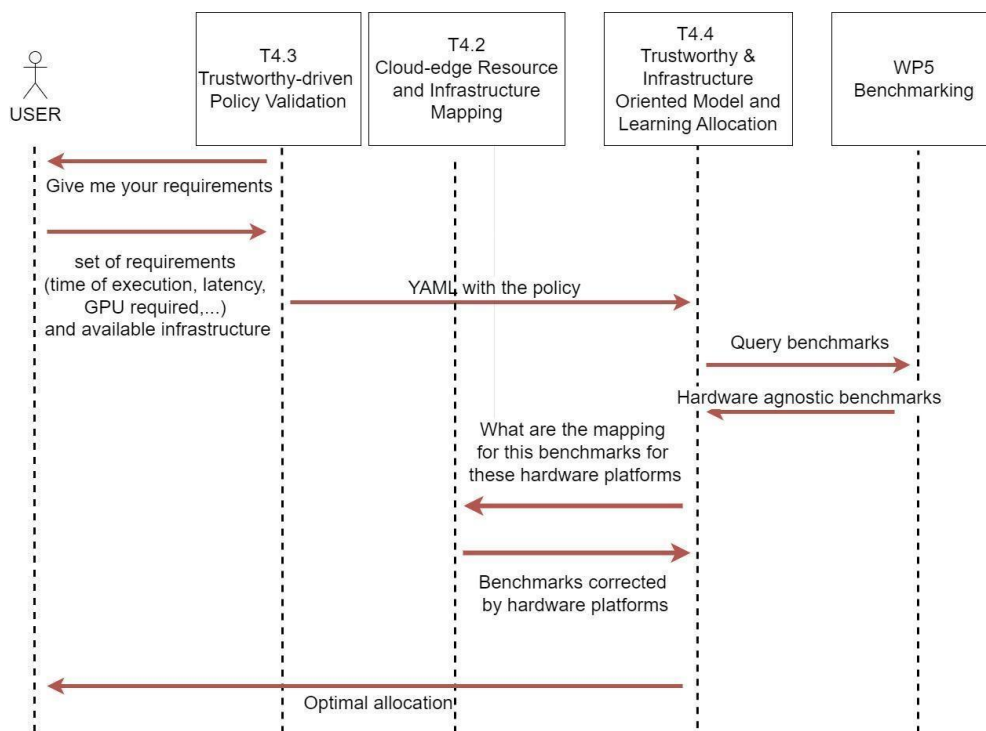 USER
T4.3
Trustworthy-driven
Policy Validation
T4.2
Cloud-edge Resource
and Infrastructure
Mapping
T4.4
Trustworthy &
Infrastructure
Oriented Model and
Learning Allocation
WP5
Benchmarking
Give me your requirements
set of requirements
(time of execution, latency,
GPU required,...)
and available infrastructure
YAML with the policy
Query benchmarks
Hardware agnostic benchmarks
What are the mapping
for this benchmarks for
these hardware platforms
Benchmarks corrected
by hardware platforms
Optimal allocation